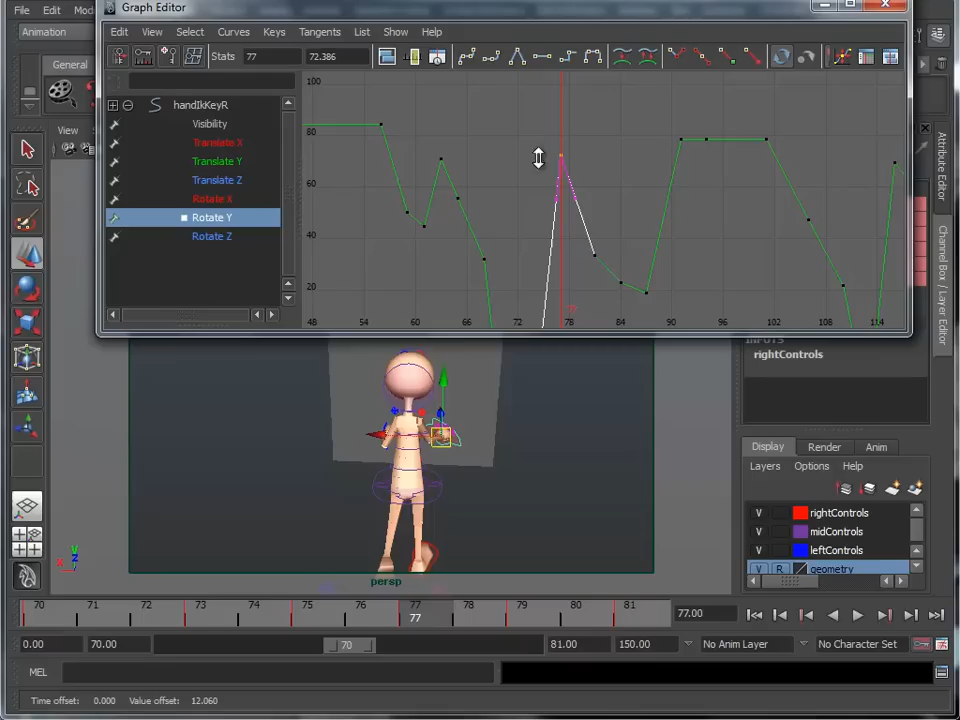 Graph Editor
File Edit Mod
Edit View Select Curves Keys Tangents List Show Help
Animation
Stats 77 72.386
General
handIkKeyR
Visibility
Translate X
Translate Y
Translate Z
Rotate X
Rotate Y
Rotate Z
100
80
60
40
20
48 54 60 66 72 78 84 90 96 102 108 114
View
Attribute Editor
Channel Box / Layer Editor
INPUTS
rightControls
Display Render Anim
Layers Options Help
V rightControls
V midControls
V leftControls
V R geometry
persp
70 71 72 73 74 75 76 77 78 79 80 81
77
77.00
0.00 70.00 70 81.00 150.00 No Anim Layer No Character Set
MEL
Time offset: 0.000 Value offset: 12.060